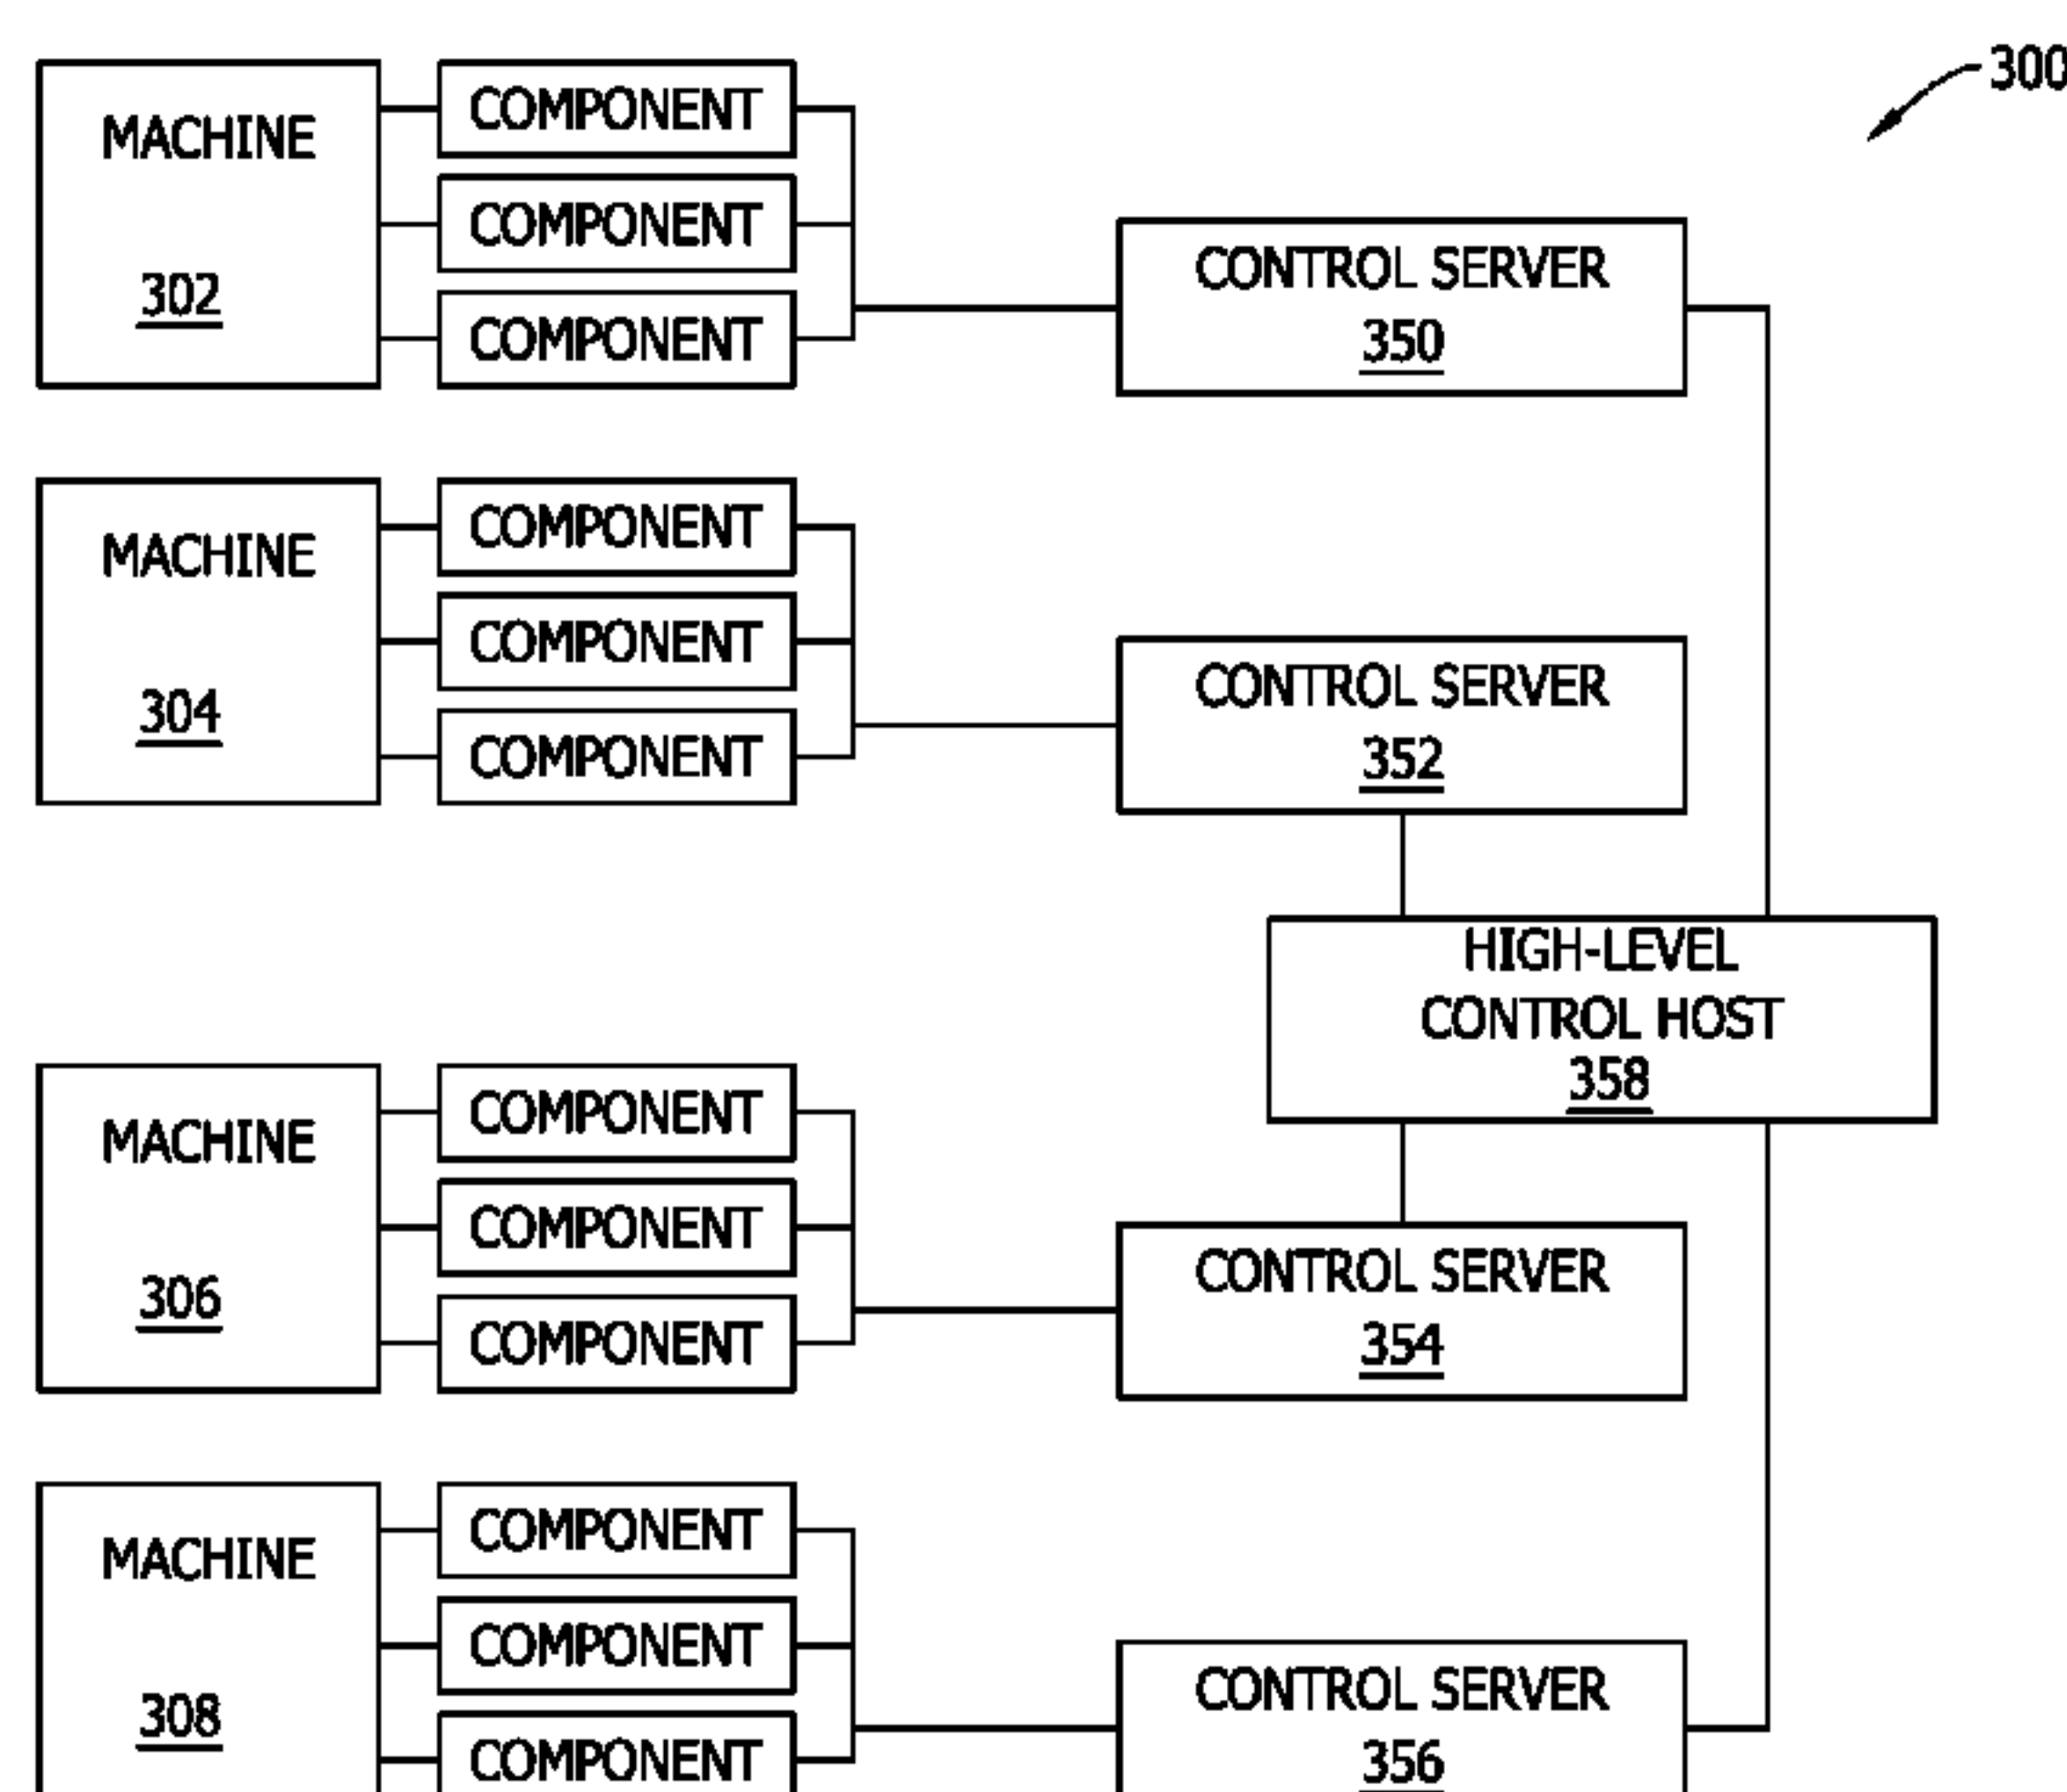 300
MACHINE
302
COMPONENT
COMPONENT
COMPONENT
CONTROL SERVER
350
MACHINE
304
COMPONENT
COMPONENT
COMPONENT
CONTROL SERVER
352
HIGH-LEVEL
CONTROL HOST
358
MACHINE
306
COMPONENT
COMPONENT
COMPONENT
CONTROL SERVER
354
MACHINE
308
COMPONENT
COMPONENT
COMPONENT
CONTROL SERVER
356